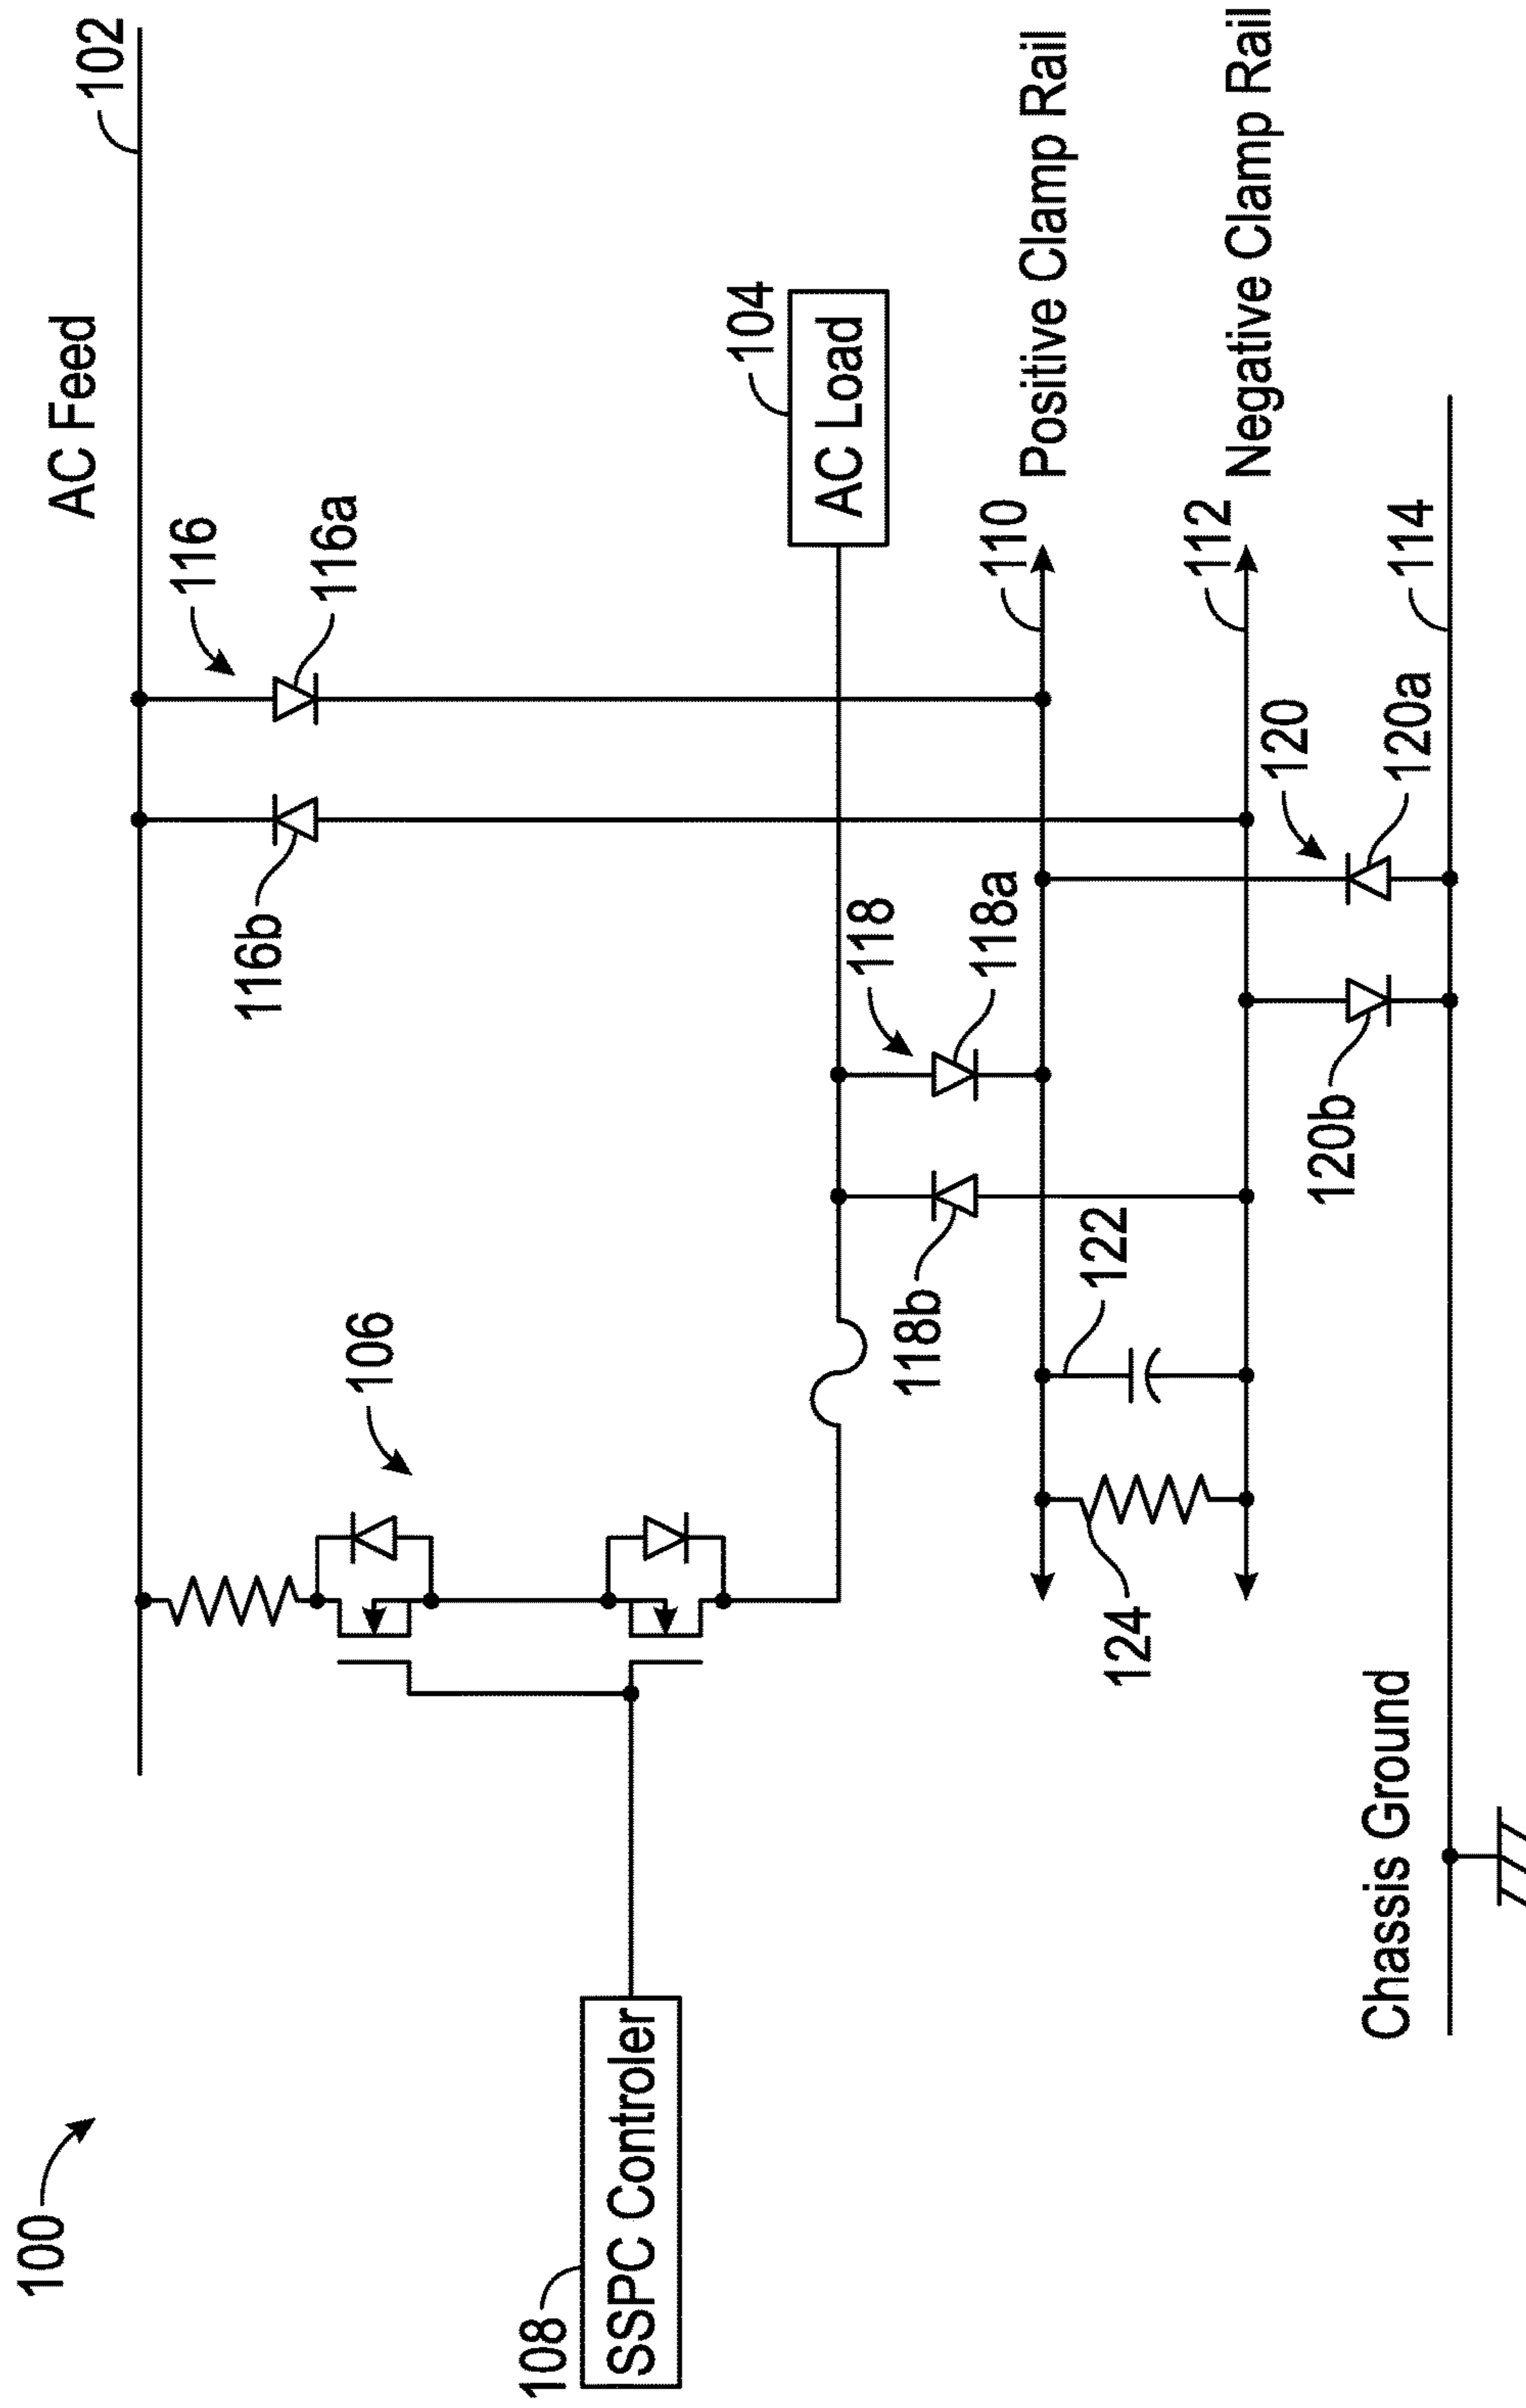 100
AC Feed
102
116
116a
116b
106
104
AC Load
108
SSPC Controler
118
118a
118b
110
Positive Clamp Rail
122
124
112
Negative Clamp Rail
120
120a
120b
Chassis Ground
114